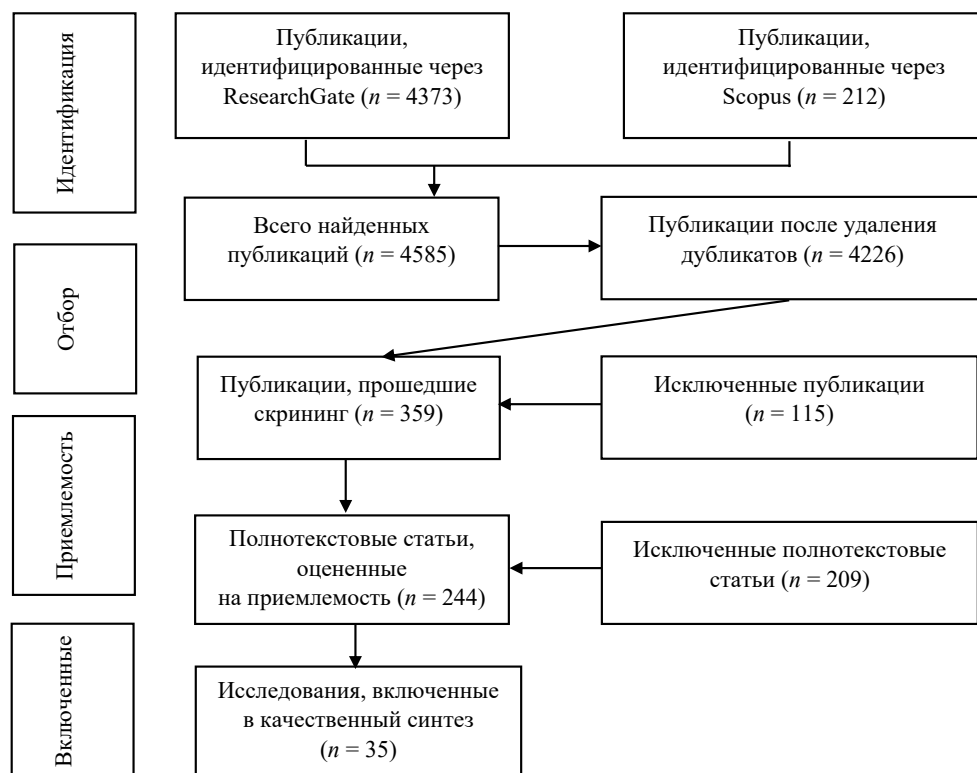 Идентификация
Публикации,
идентифицированные через
ResearchGate (n = 4373)
Публикации,
идентифицированные через
Scopus (n = 212)
Всего найденных
публикаций (n = 4585)
Публикации после удаления
дубликатов (n = 4226)
Отбор
Публикации, прошедшие
скрининг (n = 359)
Исключенные публикации
(n = 115)
Приемлемость
Полнотекстовые статьи,
оцененные
на приемлемость (n = 244)
Исключенные полнотекстовые
статьи (n = 209)
Включенные
Исследования, включенные
в качественный синтез
(n = 35)